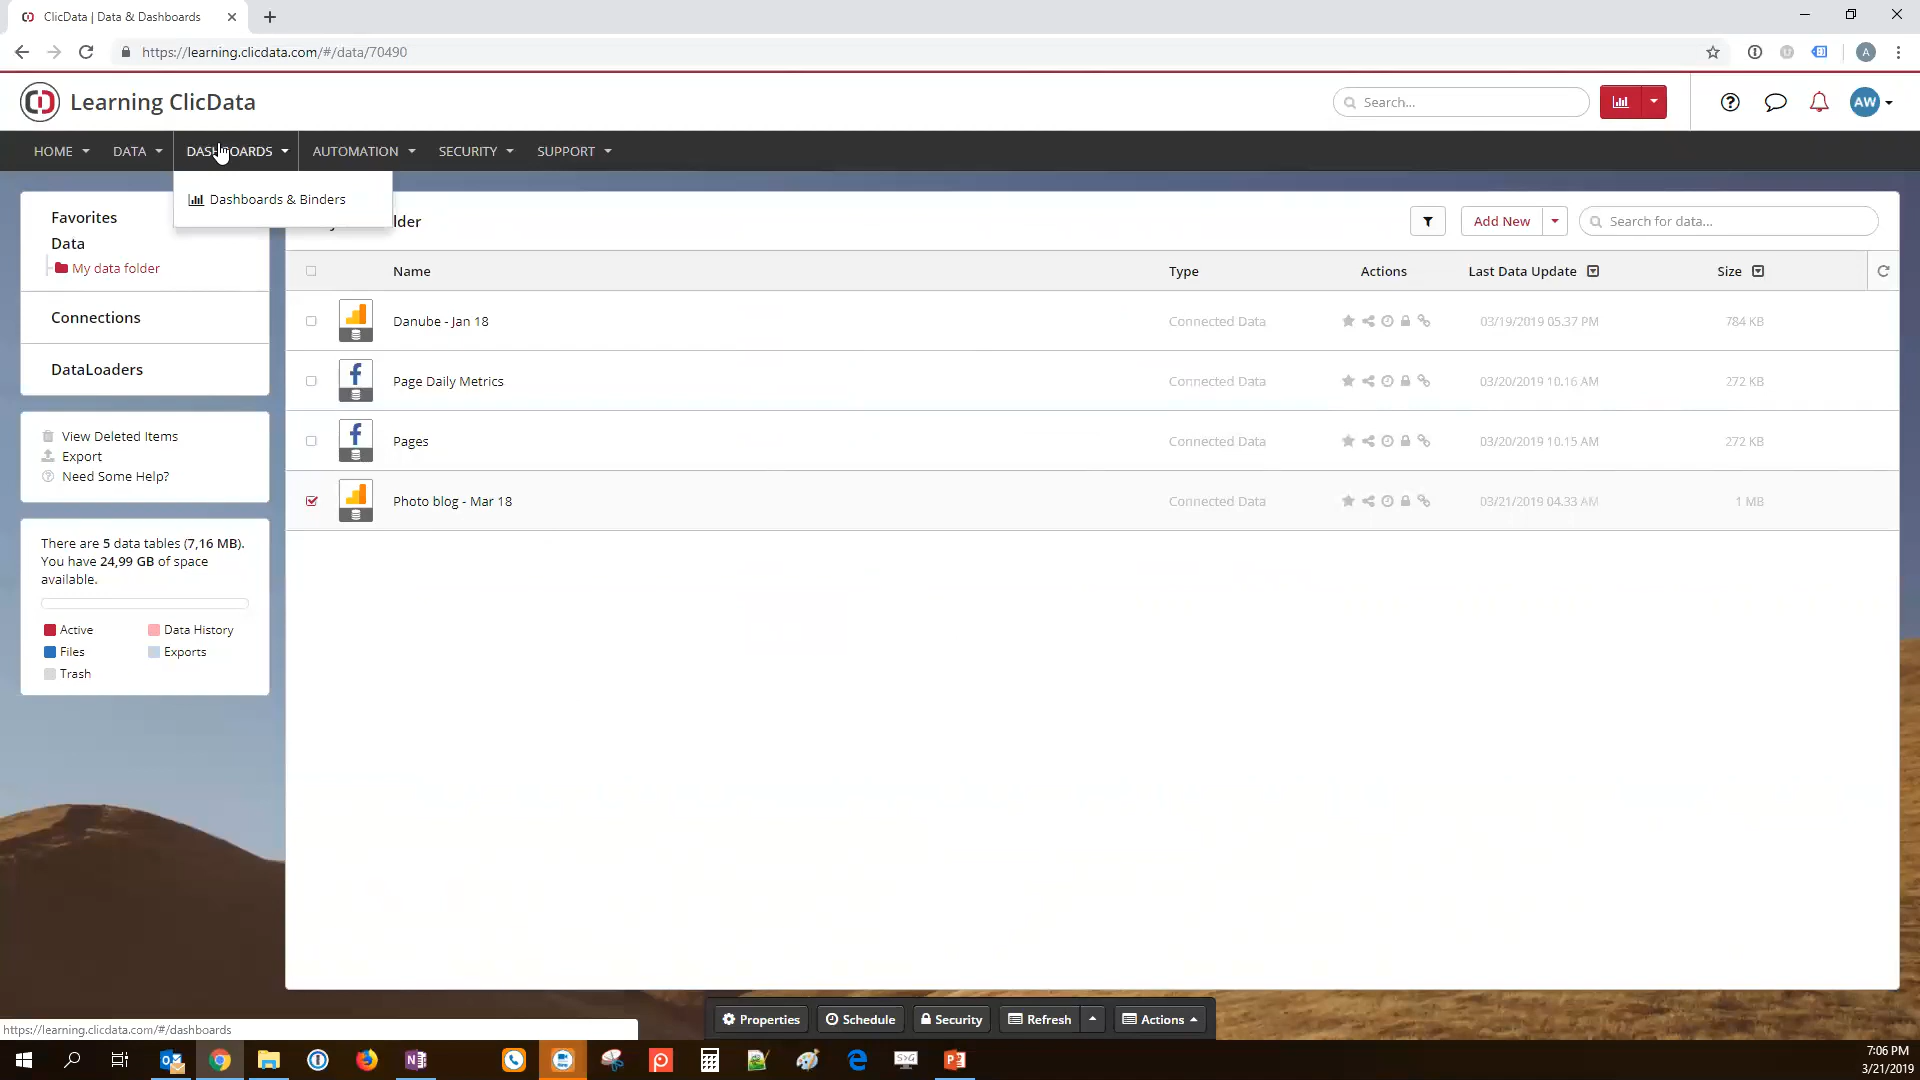 ClicData | Data & Dashboards
https://learning.clicdata.com/#/data/70490
A
Learning ClicData
Search...
AW
HOME DATA DASHBOARDS AUTOMATION SECURITY SUPPORT
Dashboards & Binders
Favorites
Data
My data folder
Connections
DataLoaders
View Deleted Items
Export
Need Some Help?
There are 5 data tables (7,16 MB).
You have 24,99 GB of space
available.
Active Data History
Files Exports
Trash
Add New
Search for data...
Name Type Actions Last Data Update Size
Danube - Jan 18 Connected Data 03/19/2019 05.37 PM 784 KB
Page Daily Metrics Connected Data 03/20/2019 10.16 AM 272 KB
Pages Connected Data 03/20/2019 10.15 AM 272 KB
Photo blog - Mar 18 Connected Data 03/21/2019 04.33 AM 1 MB
Properties Schedule Security Refresh Actions
https://learning.clicdata.com/#/dashboards
7:06 PM
3/21/2019